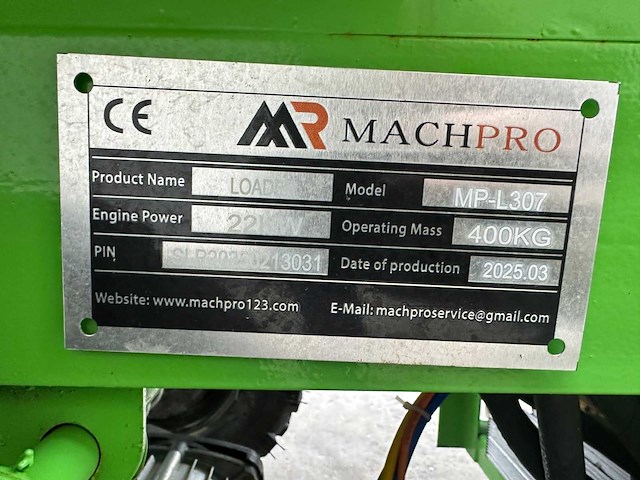 CE
MR MACHPRO
Product Name LOADER Model MP-L307
Engine Power Operating Mass 400KG
PIN Date of production 2025.03
Website: www.machpro123.com E-Mail: machproservice@gmail.com